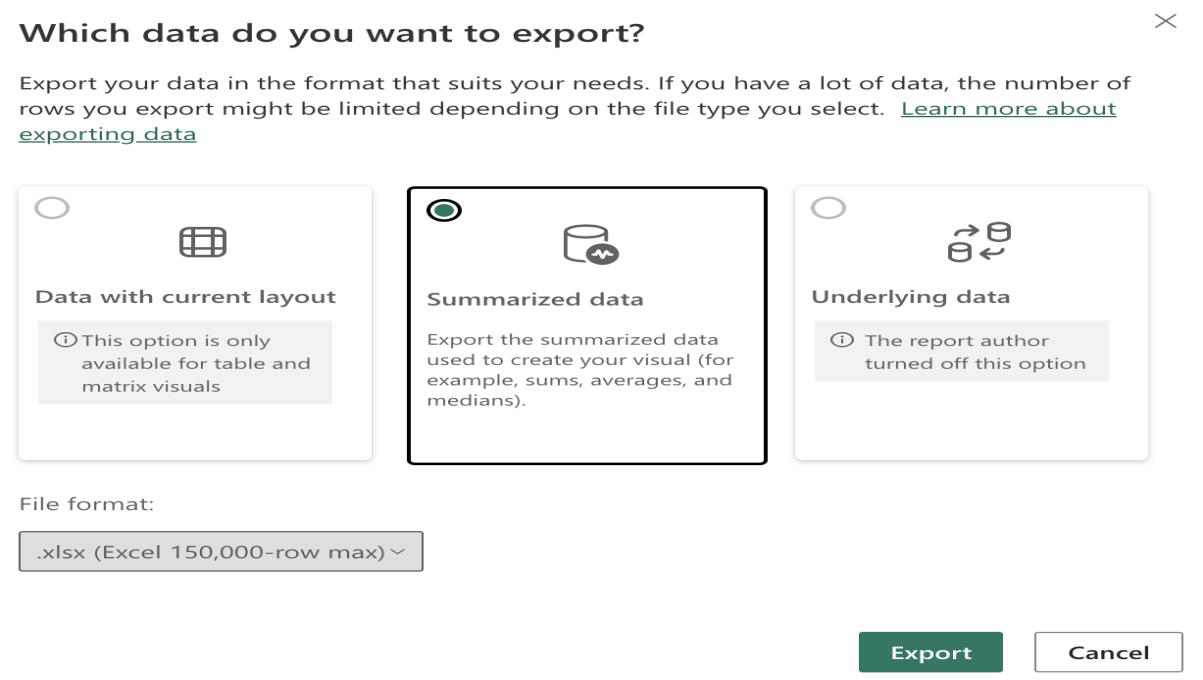 Which data do you want to export?
Export your data in the format that suits your needs. If you have a lot of data, the number of
rows you export might be limited depending on the file type you select. Learn more about
exporting data
Data with current layout
This option is only
available for table and
matrix visuals
Summarized data
Export the summarized data
used to create your visual (for
example, sums, averages, and
medians).
Underlying data
The report author
turned off this option
File format:
.xlsx (Excel 150,000-row max)
Export
Cancel